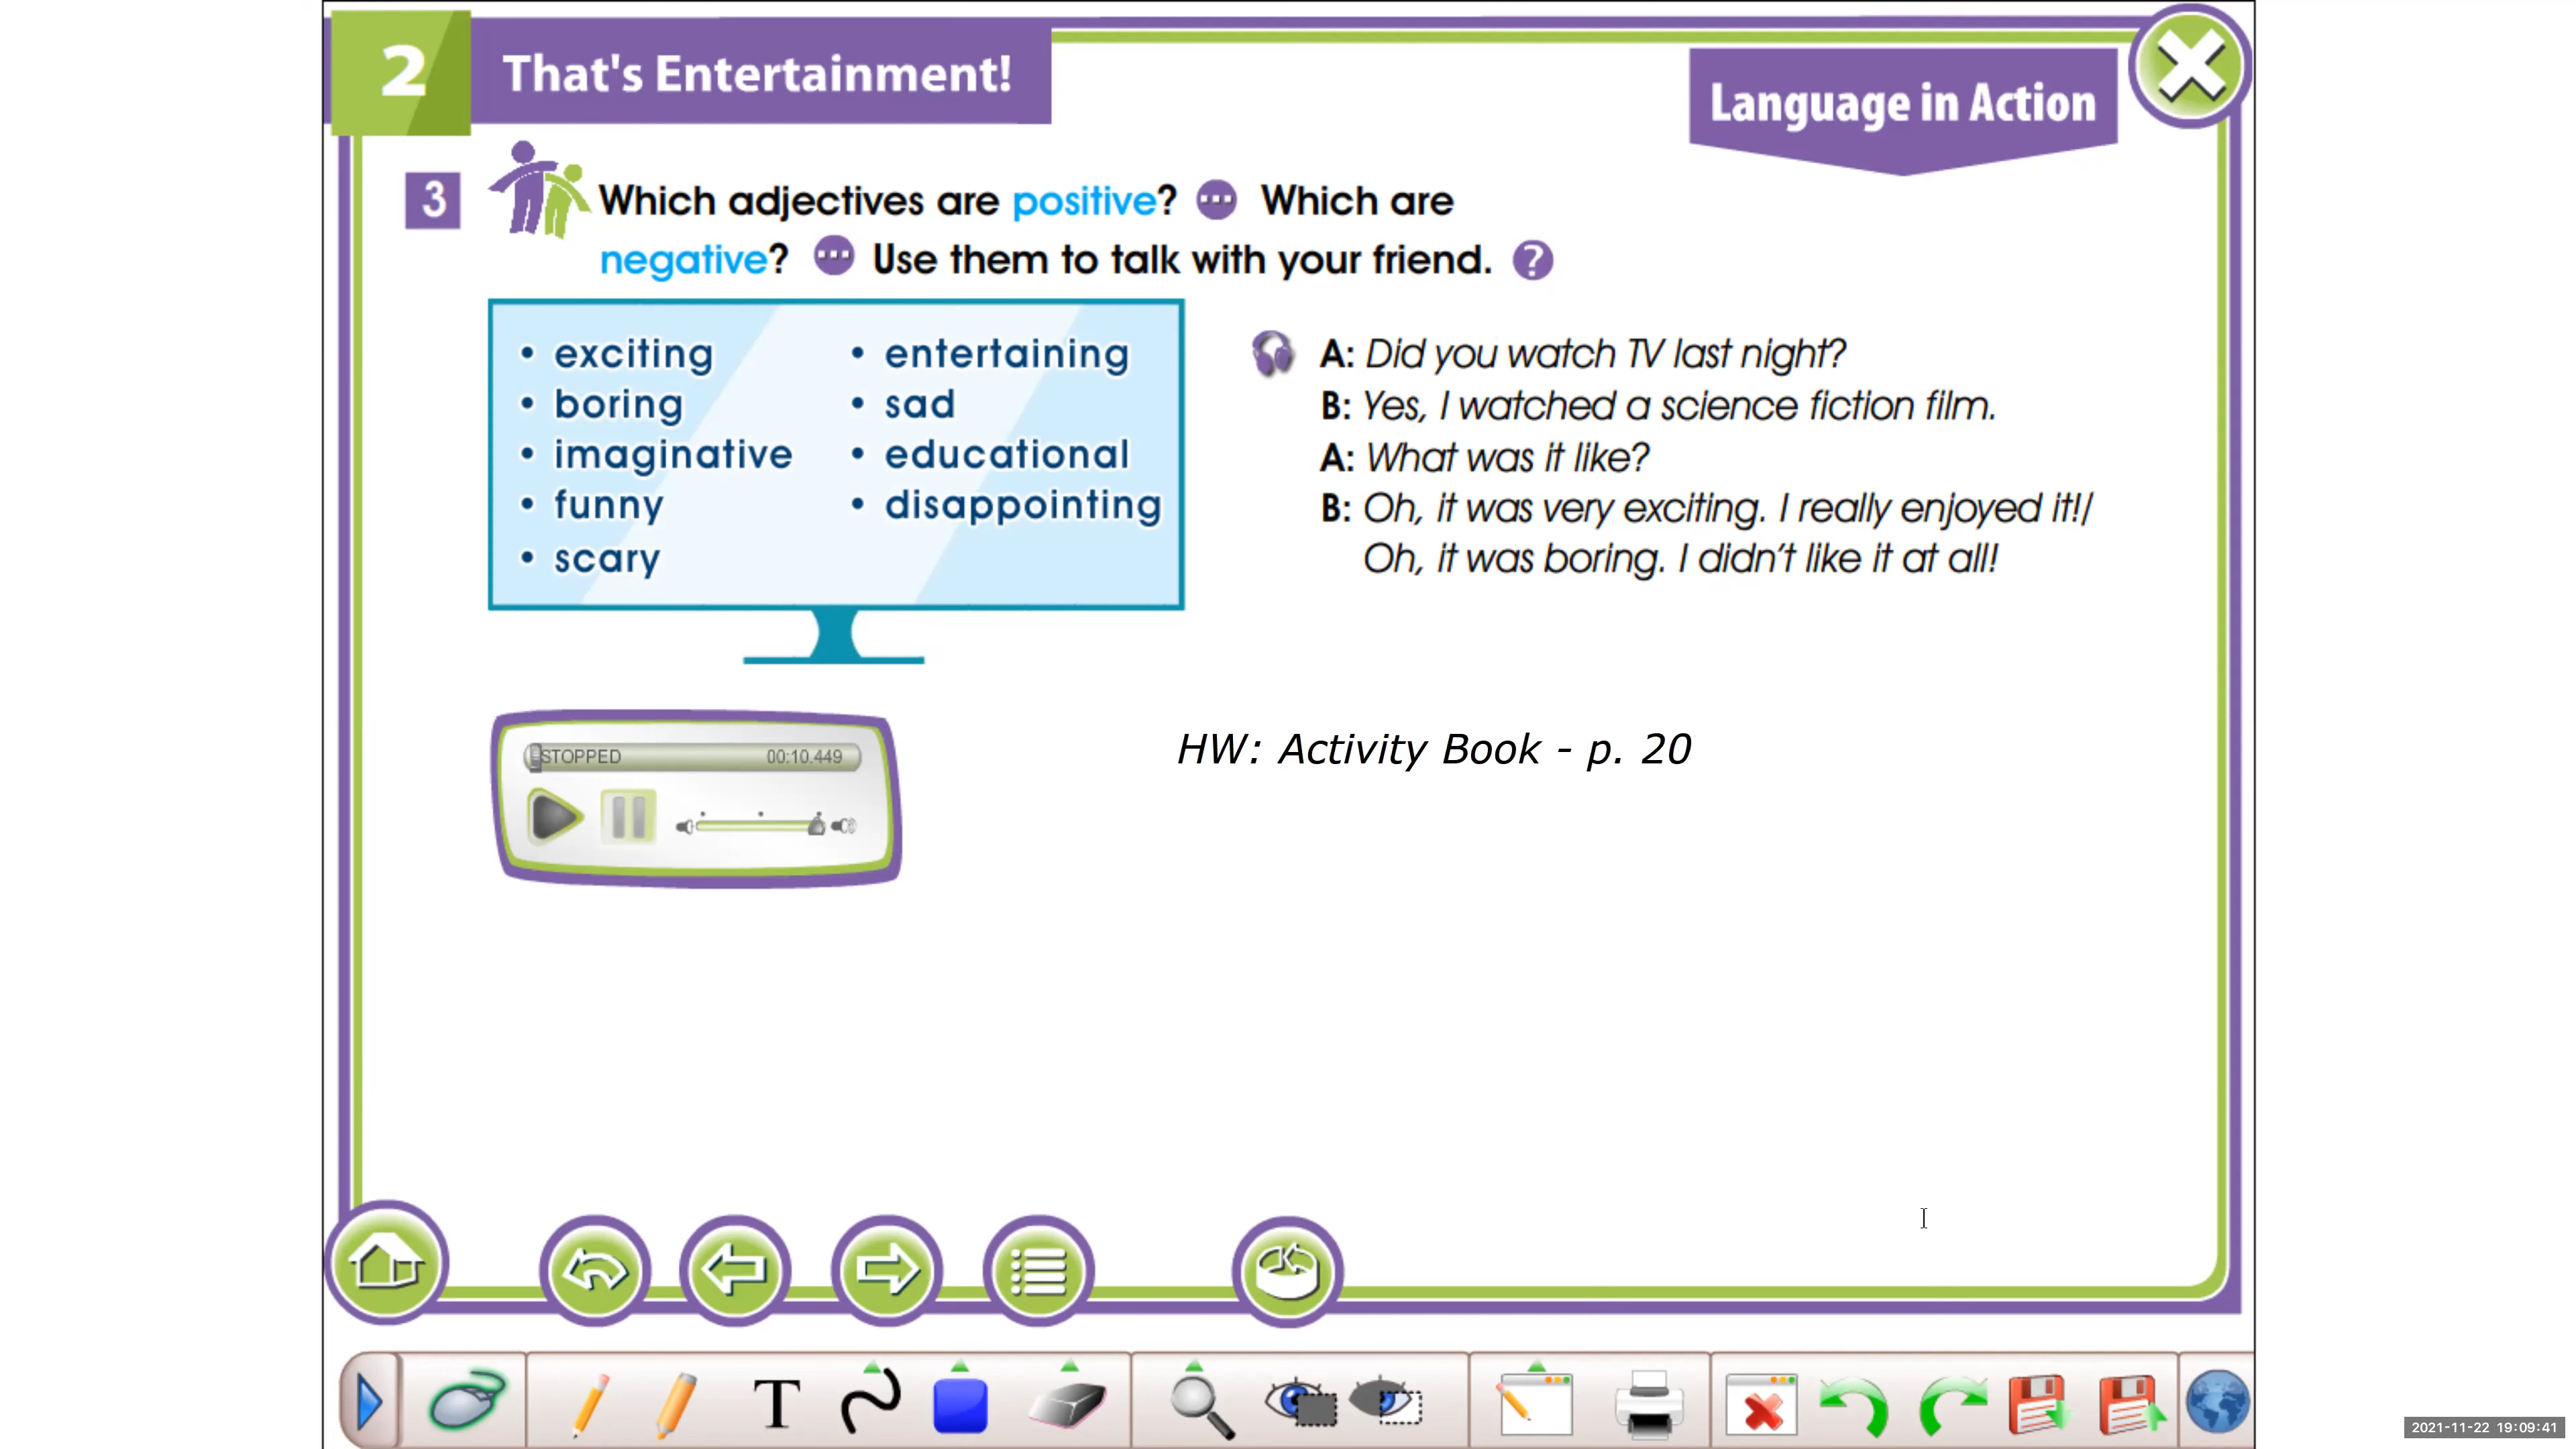 2
That's Entertainment!
Language in Action
3
Which adjectives are positive? ... Which are
negative? ... Use them to talk with your friend. ?
• exciting
• boring
• imaginative
• funny
• scary
• entertaining
• sad
• educational
• disappointing
A: Did you watch TV last night?
B: Yes, I watched a science fiction film.
A: What was it like?
B: Oh, it was very exciting. I really enjoyed it!/
Oh, it was boring. I didn't like it at all!
STOPPED 00:10.449
HW: Activity Book - p. 20
T
2021-11-22 19:09:41